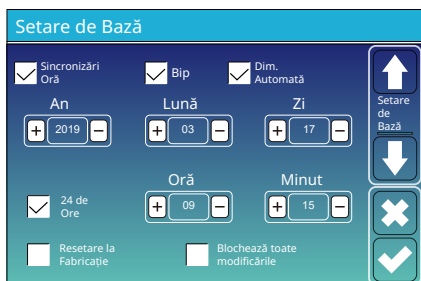 Setare de Bază
Sincronizări
Oră
Bip
Dim.
Automată
An
Lună
Zi
+ 2019 −
+ 03 −
+ 17 −
Setare
de
Bază
Oră
Minut
24 de
Ore
+ 09 −
+ 15 −
Resetare la
Fabricație
Blochează toate
modificările